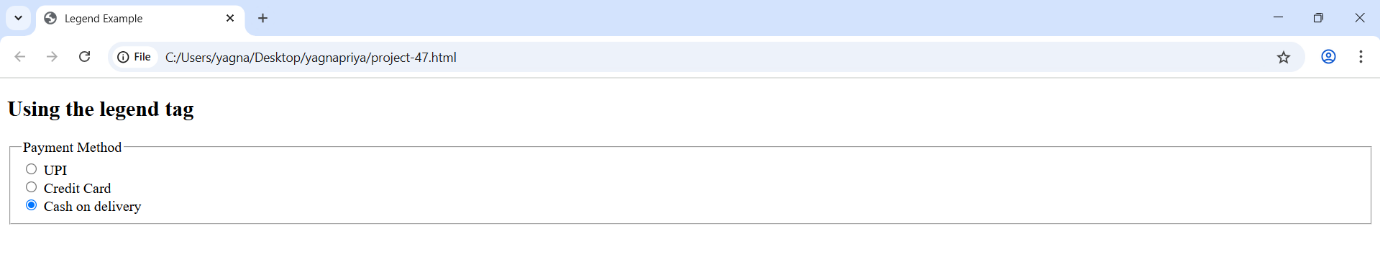 Legend Example
File C:/Users/yagna/Desktop/yagnapriya/project-47.html
Using the legend tag
Payment Method
UPI
Credit Card
Cash on delivery